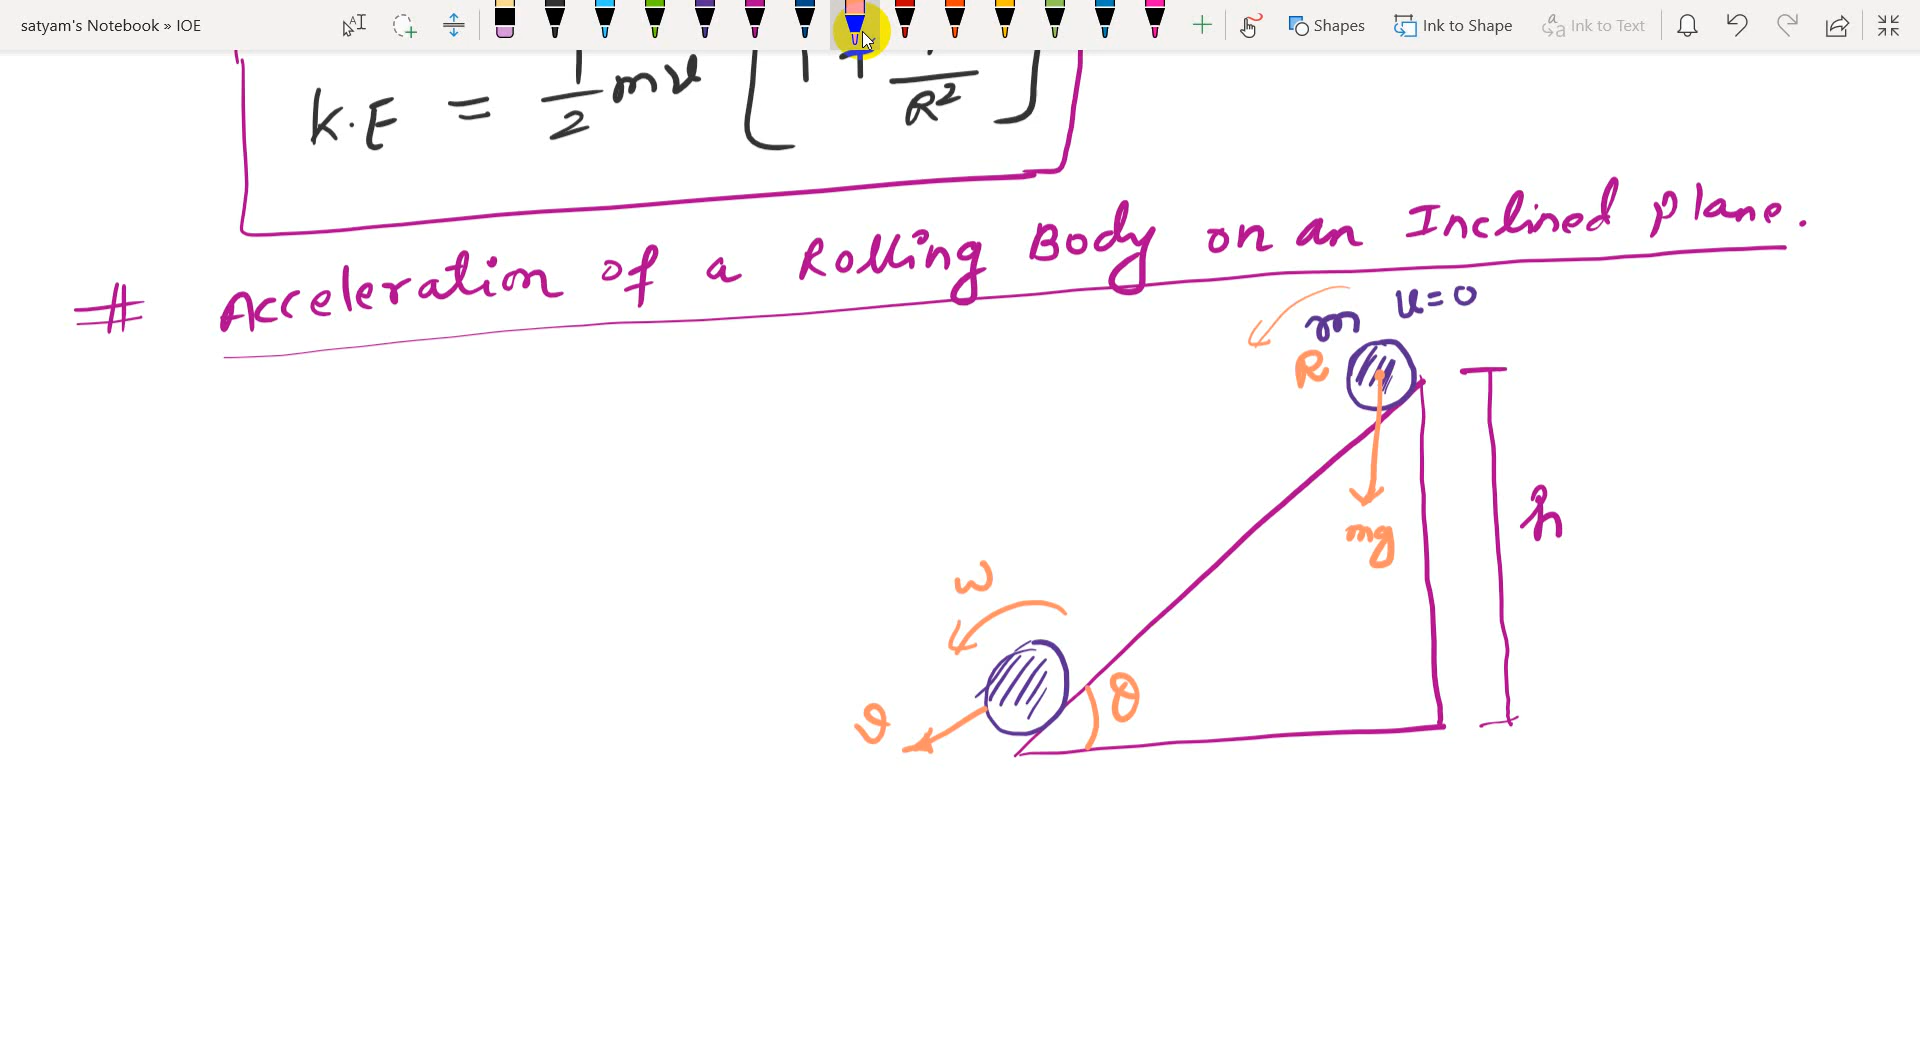 satyam's Notebook » IOE
Shapes
Ink to Shape
Ink to Text
K.E = 1/2 mv [1 + /R²]
# Acceleration of a Rolling Body on an Inclined plane.
m u=0
R
mg
h
ω
v
θ